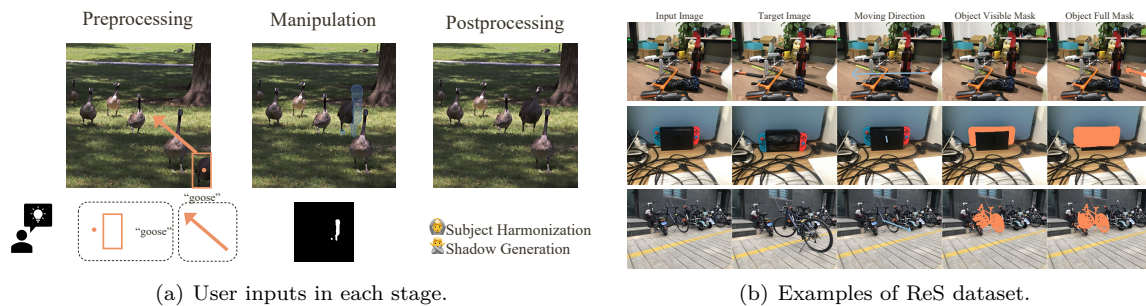 Preprocessing Manipulation Postprocessing
"goose"
"goose"
Subject Harmonization
Shadow Generation
(a) User inputs in each stage.
Input Image Target Image Moving Direction Object Visible Mask Object Full Mask
(b) Examples of ReS dataset.